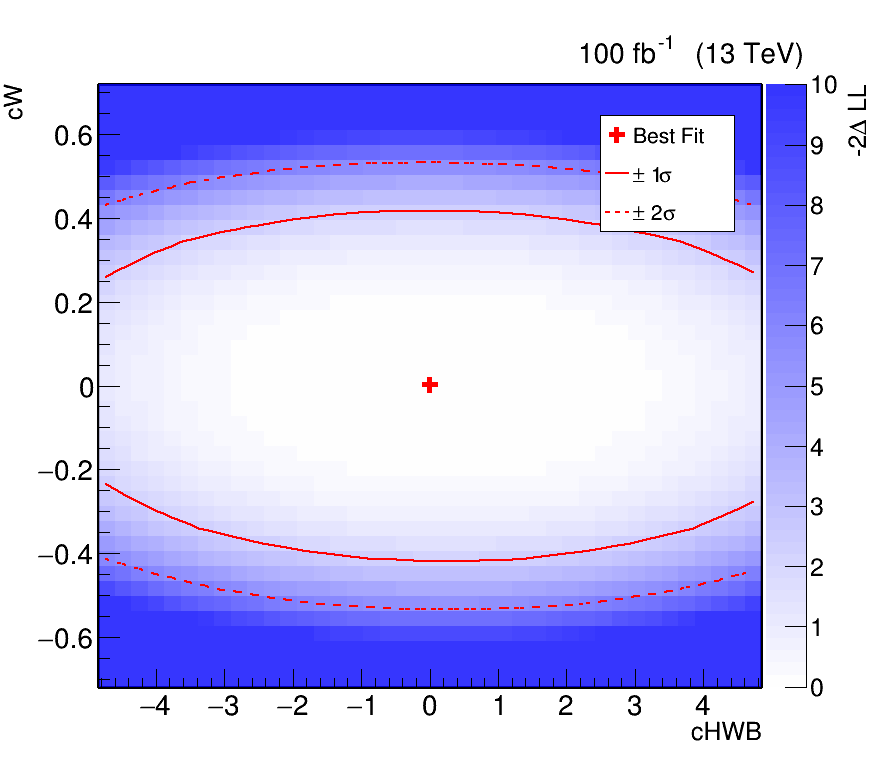 100 fb⁻¹ (13 TeV)
cW
-2Δ LL
Best Fit
± 1σ
± 2σ
0.6
0.4
0.2
0
−0.2
−0.4
−0.6
10
9
8
7
6
5
4
3
2
1
0
−4 −3 −2 −1 0 1 2 3 4
cHWB